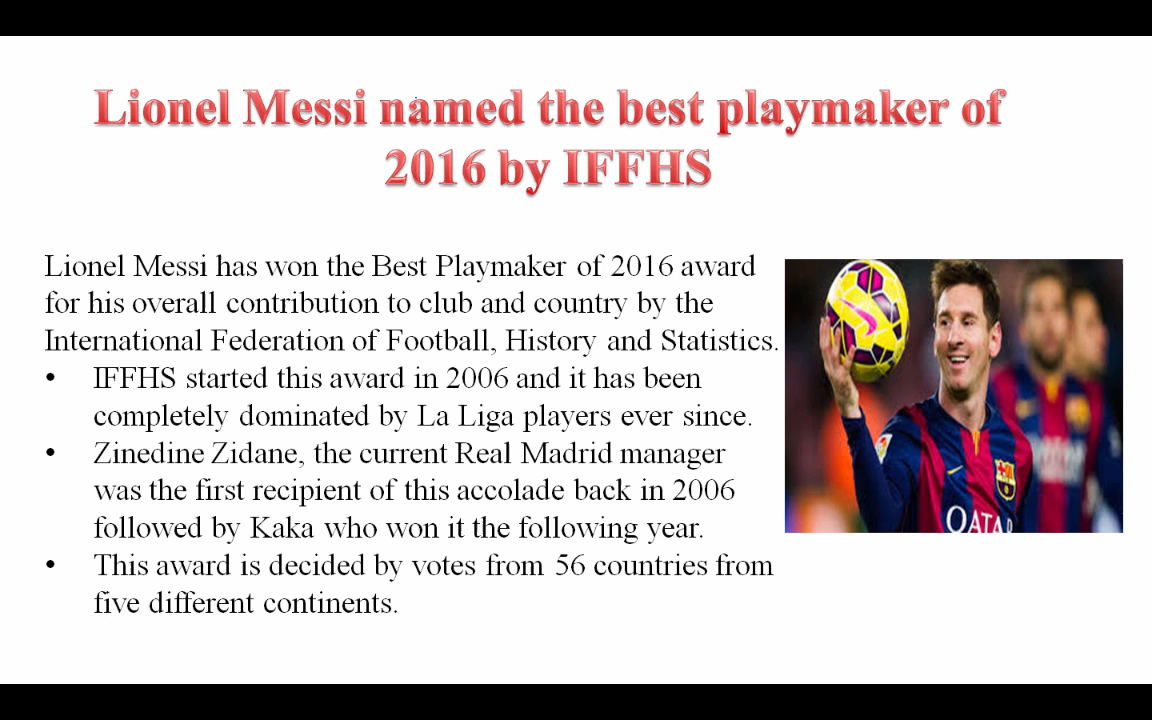 Lionel Messi named the best playmaker of
2016 by IFFHS
Lionel Messi has won the Best Playmaker of 2016 award
for his overall contribution to club and country by the
International Federation of Football, History and Statistics.
• IFFHS started this award in 2006 and it has been
completely dominated by La Liga players ever since.
• Zinedine Zidane, the current Real Madrid manager
was the first recipient of this accolade back in 2006
followed by Kaka who won it the following year.
• This award is decided by votes from 56 countries from
five different continents.
QATAR